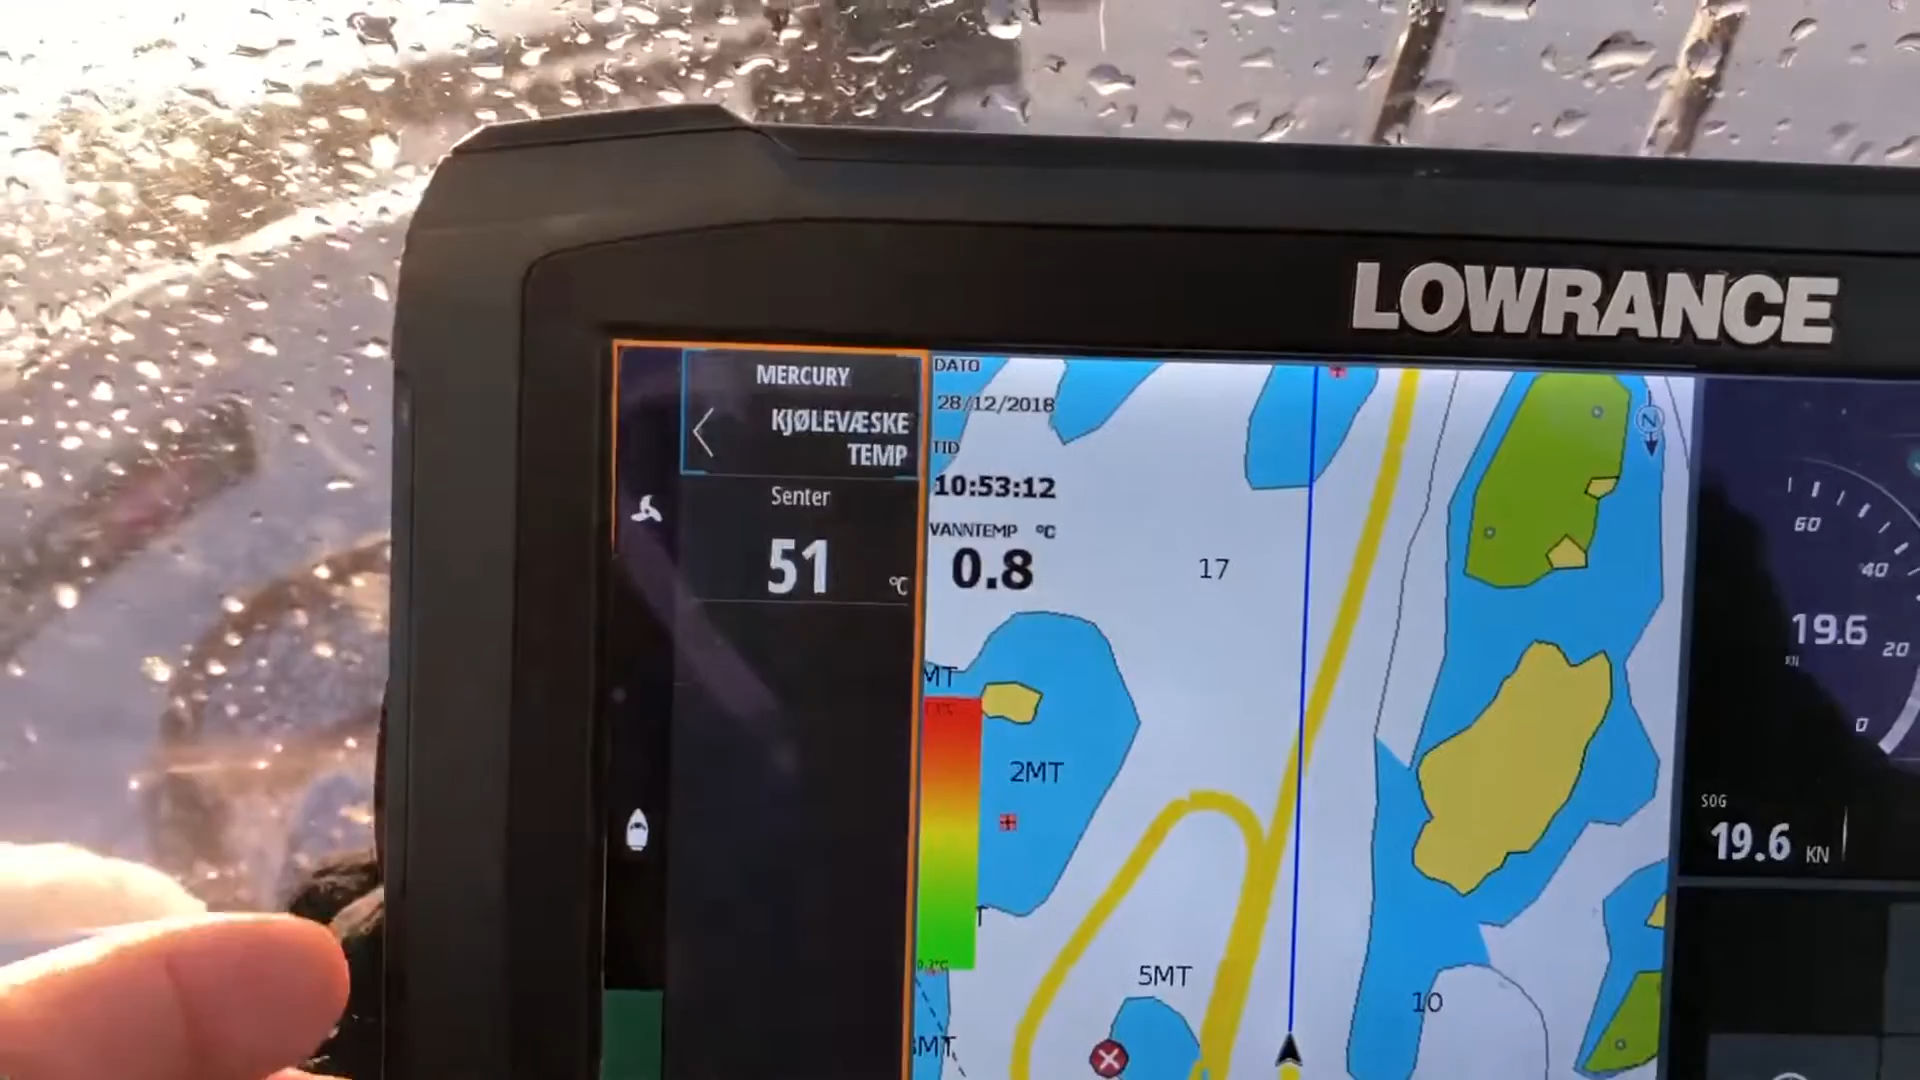 LOWRANCE
MERCURY
KJØLEVÆSKE
TEMP
Senter
51 °C
DATO
28/12/2018
TID
10:53:12
VANNTEMP °C
0.8
17
MT
2MT
5MT
10
N
60
40
20
0
19.6
KN
SOG
19.6 KN